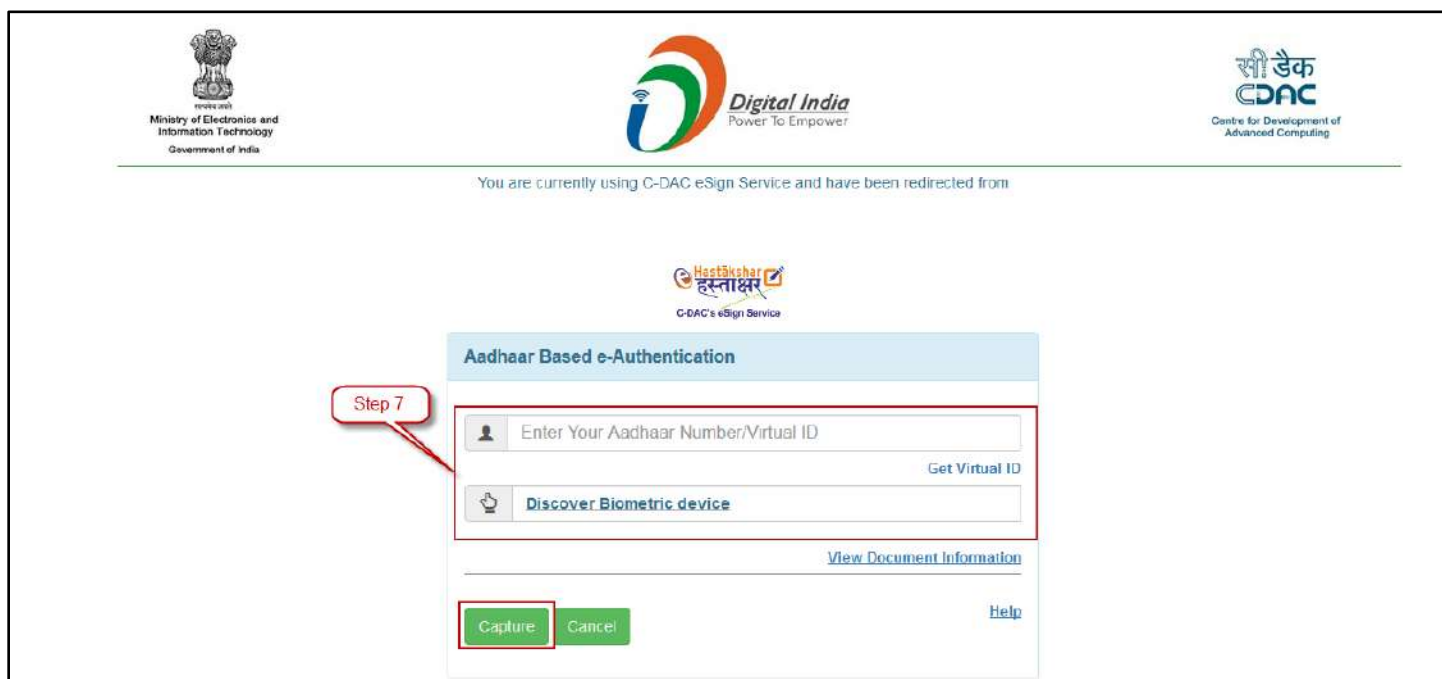 सत्यमेव जयते
Ministry of Electronics and
Information Technology
Government of India
Digital India
Power To Empower
सी डैक
CDAC
Centre for Development of
Advanced Computing
You are currently using C-DAC eSign Service and have been redirected from
e Hastākshar
हस्ताक्षर
C-DAC's eSign Service
Aadhaar Based e-Authentication
Step 7
Enter Your Aadhaar Number/Virtual ID
Get Virtual ID
Discover Biometric device
View Document Information
Capture
Cancel
Help